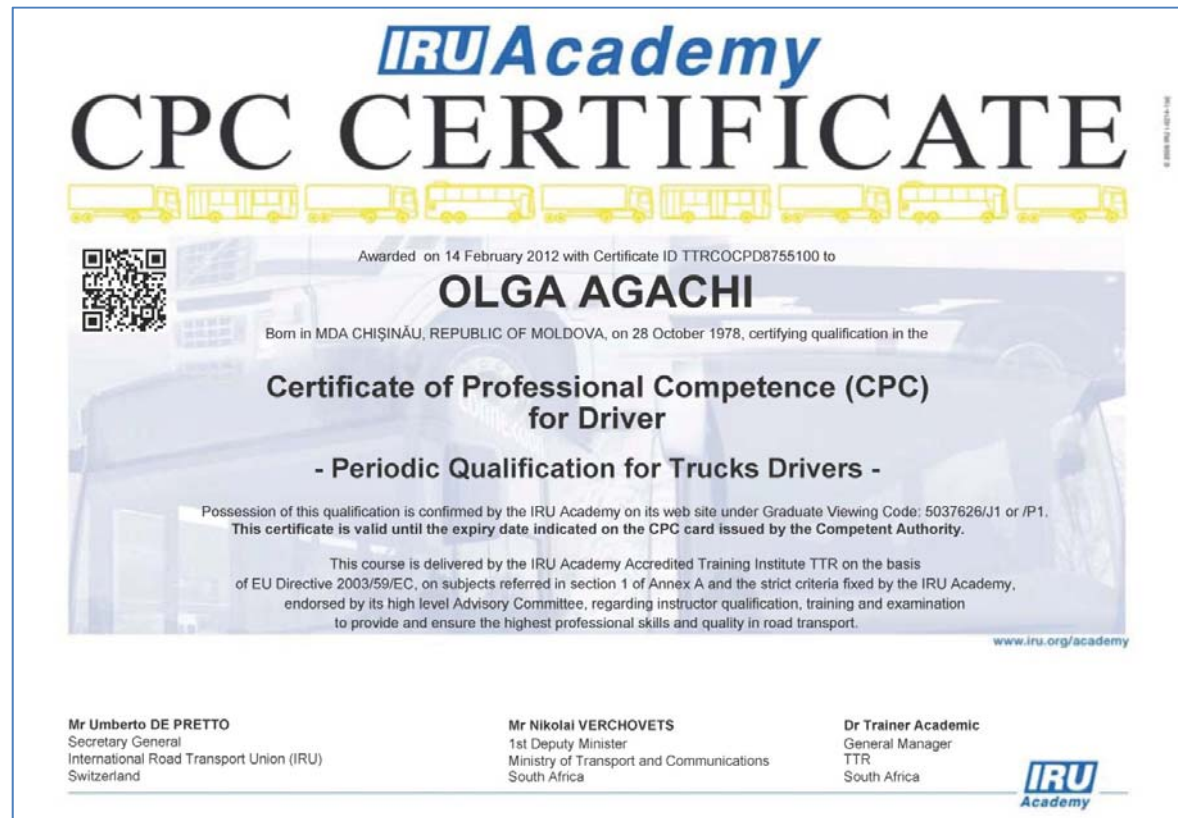 IRU Academy
CPC CERTIFICATE
Awarded on 14 February 2012 with Certificate ID TTRCOCPD8755100 to
OLGA AGACHI
Born in MDA CHIŞINĂU, REPUBLIC OF MOLDOVA, on 28 October 1978, certifying qualification in the
Certificate of Professional Competence (CPC)
for Driver
- Periodic Qualification for Trucks Drivers -
Possession of this qualification is confirmed by the IRU Academy on its web site under Graduate Viewing Code: 5037626/J1 or /P1.
This certificate is valid until the expiry date indicated on the CPC card issued by the Competent Authority.
This course is delivered by the IRU Academy Accredited Training Institute TTR on the basis
of EU Directive 2003/59/EC, on subjects referred in section 1 of Annex A and the strict criteria fixed by the IRU Academy,
endorsed by its high level Advisory Committee, regarding instructor qualification, training and examination
to provide and ensure the highest professional skills and quality in road transport.
www.iru.org/academy
Mr Umberto DE PRETTO
Secretary General
International Road Transport Union (IRU)
Switzerland
Mr Nikolai VERCHOVETS
1st Deputy Minister
Ministry of Transport and Communications
South Africa
Dr Trainer Academic
General Manager
TTR
South Africa
IRU
Academy